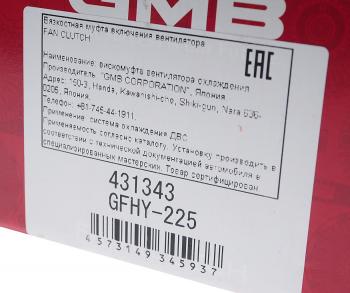 GMB
Вязкостная муфта включения вентилятора
FAN CLUTCH
EAC
Наименование: вискомуфта вентилятора охлаждения
Производитель: "GMB CORPORATION", Япония
Адрес: 150-3, Handa, Kawanishi-cho, Shiki-gun, Nara 636-
0205, Япония.
Телефон: +81-745-44-1911.
Применение: система охлаждения ДВС
Применяемость согласно каталогу. Установку производить в
соответствии с технической документацией автомобиля в
специализированных мастерских. Товар сертифицирован.
431343
GFHY-225
4573149345937